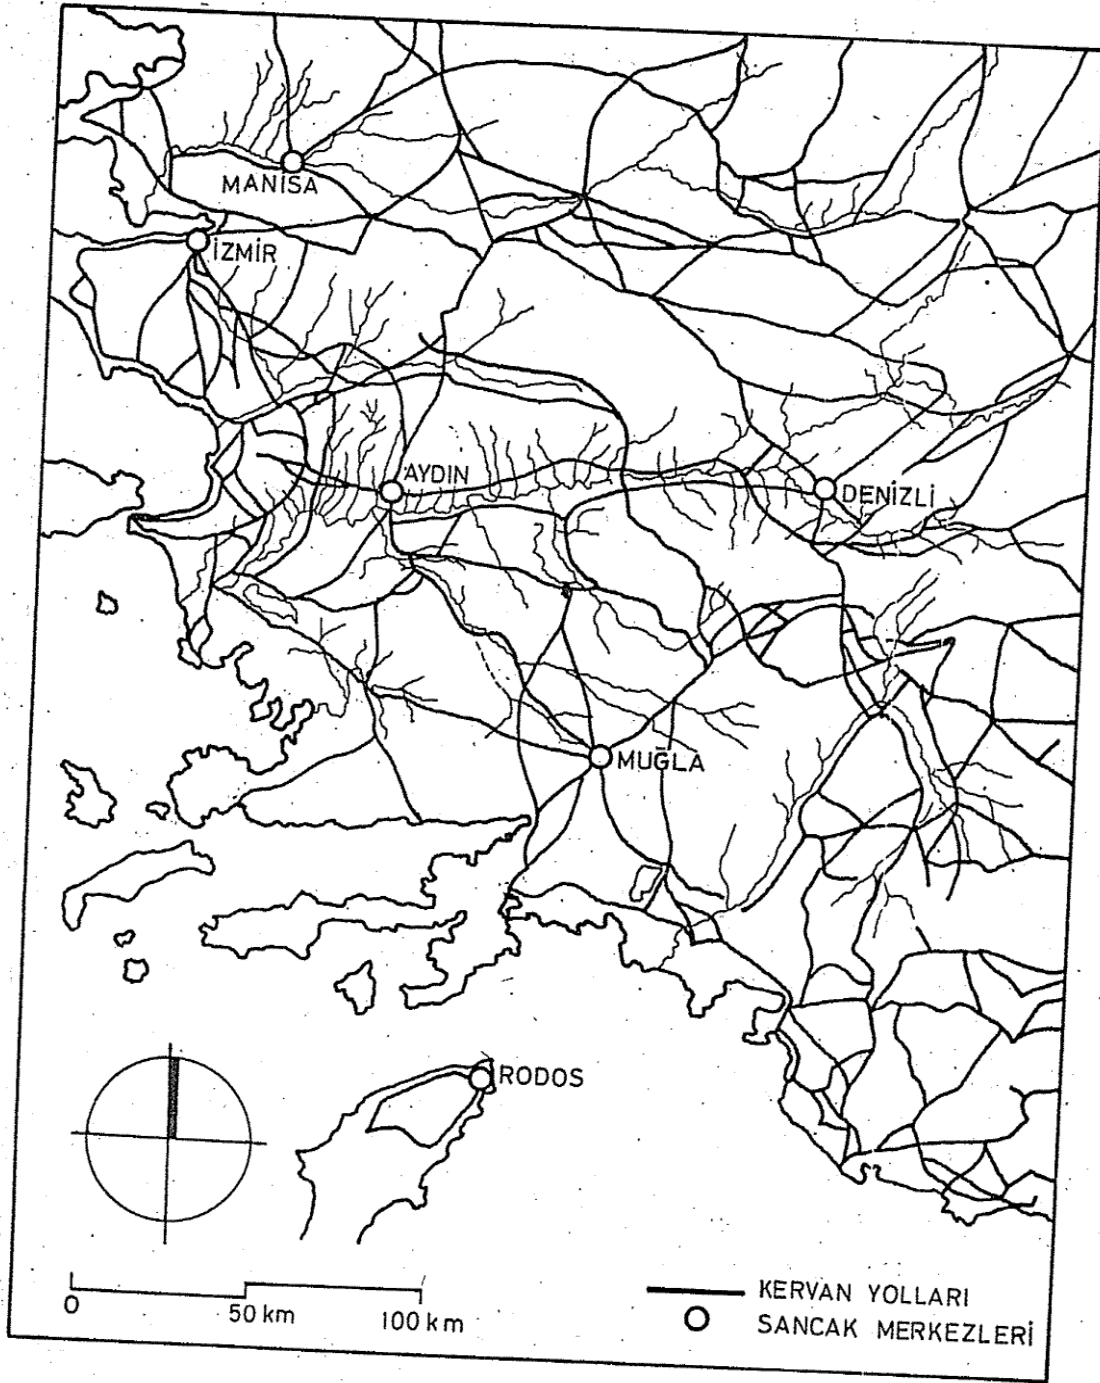 MANİSA
İZMİR
AYDIN
DENİZLİ
MUĞLA
RODOS
0
50 km
100 km
KERVAN YOLLARI
SANCAK MERKEZLERİ